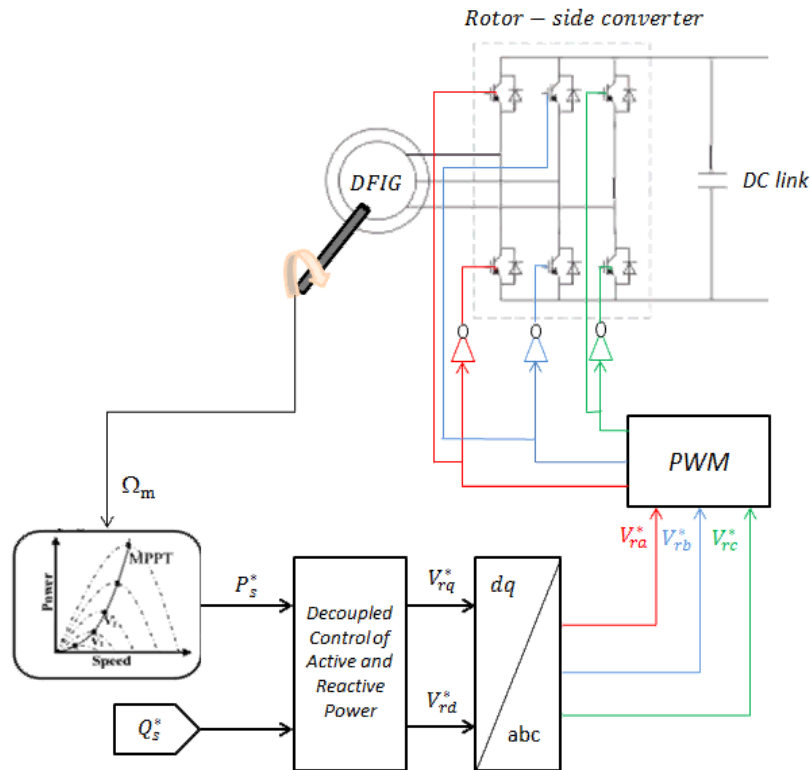 Rotor − side converter
DFIG
DC link
PWM
Ωm
V*ra
V*rb
V*rc
MPPT
Power
Speed
P*s
Decoupled
Control of
Active and
Reactive
Power
V*rq
V*rd
dq
abc
Q*s